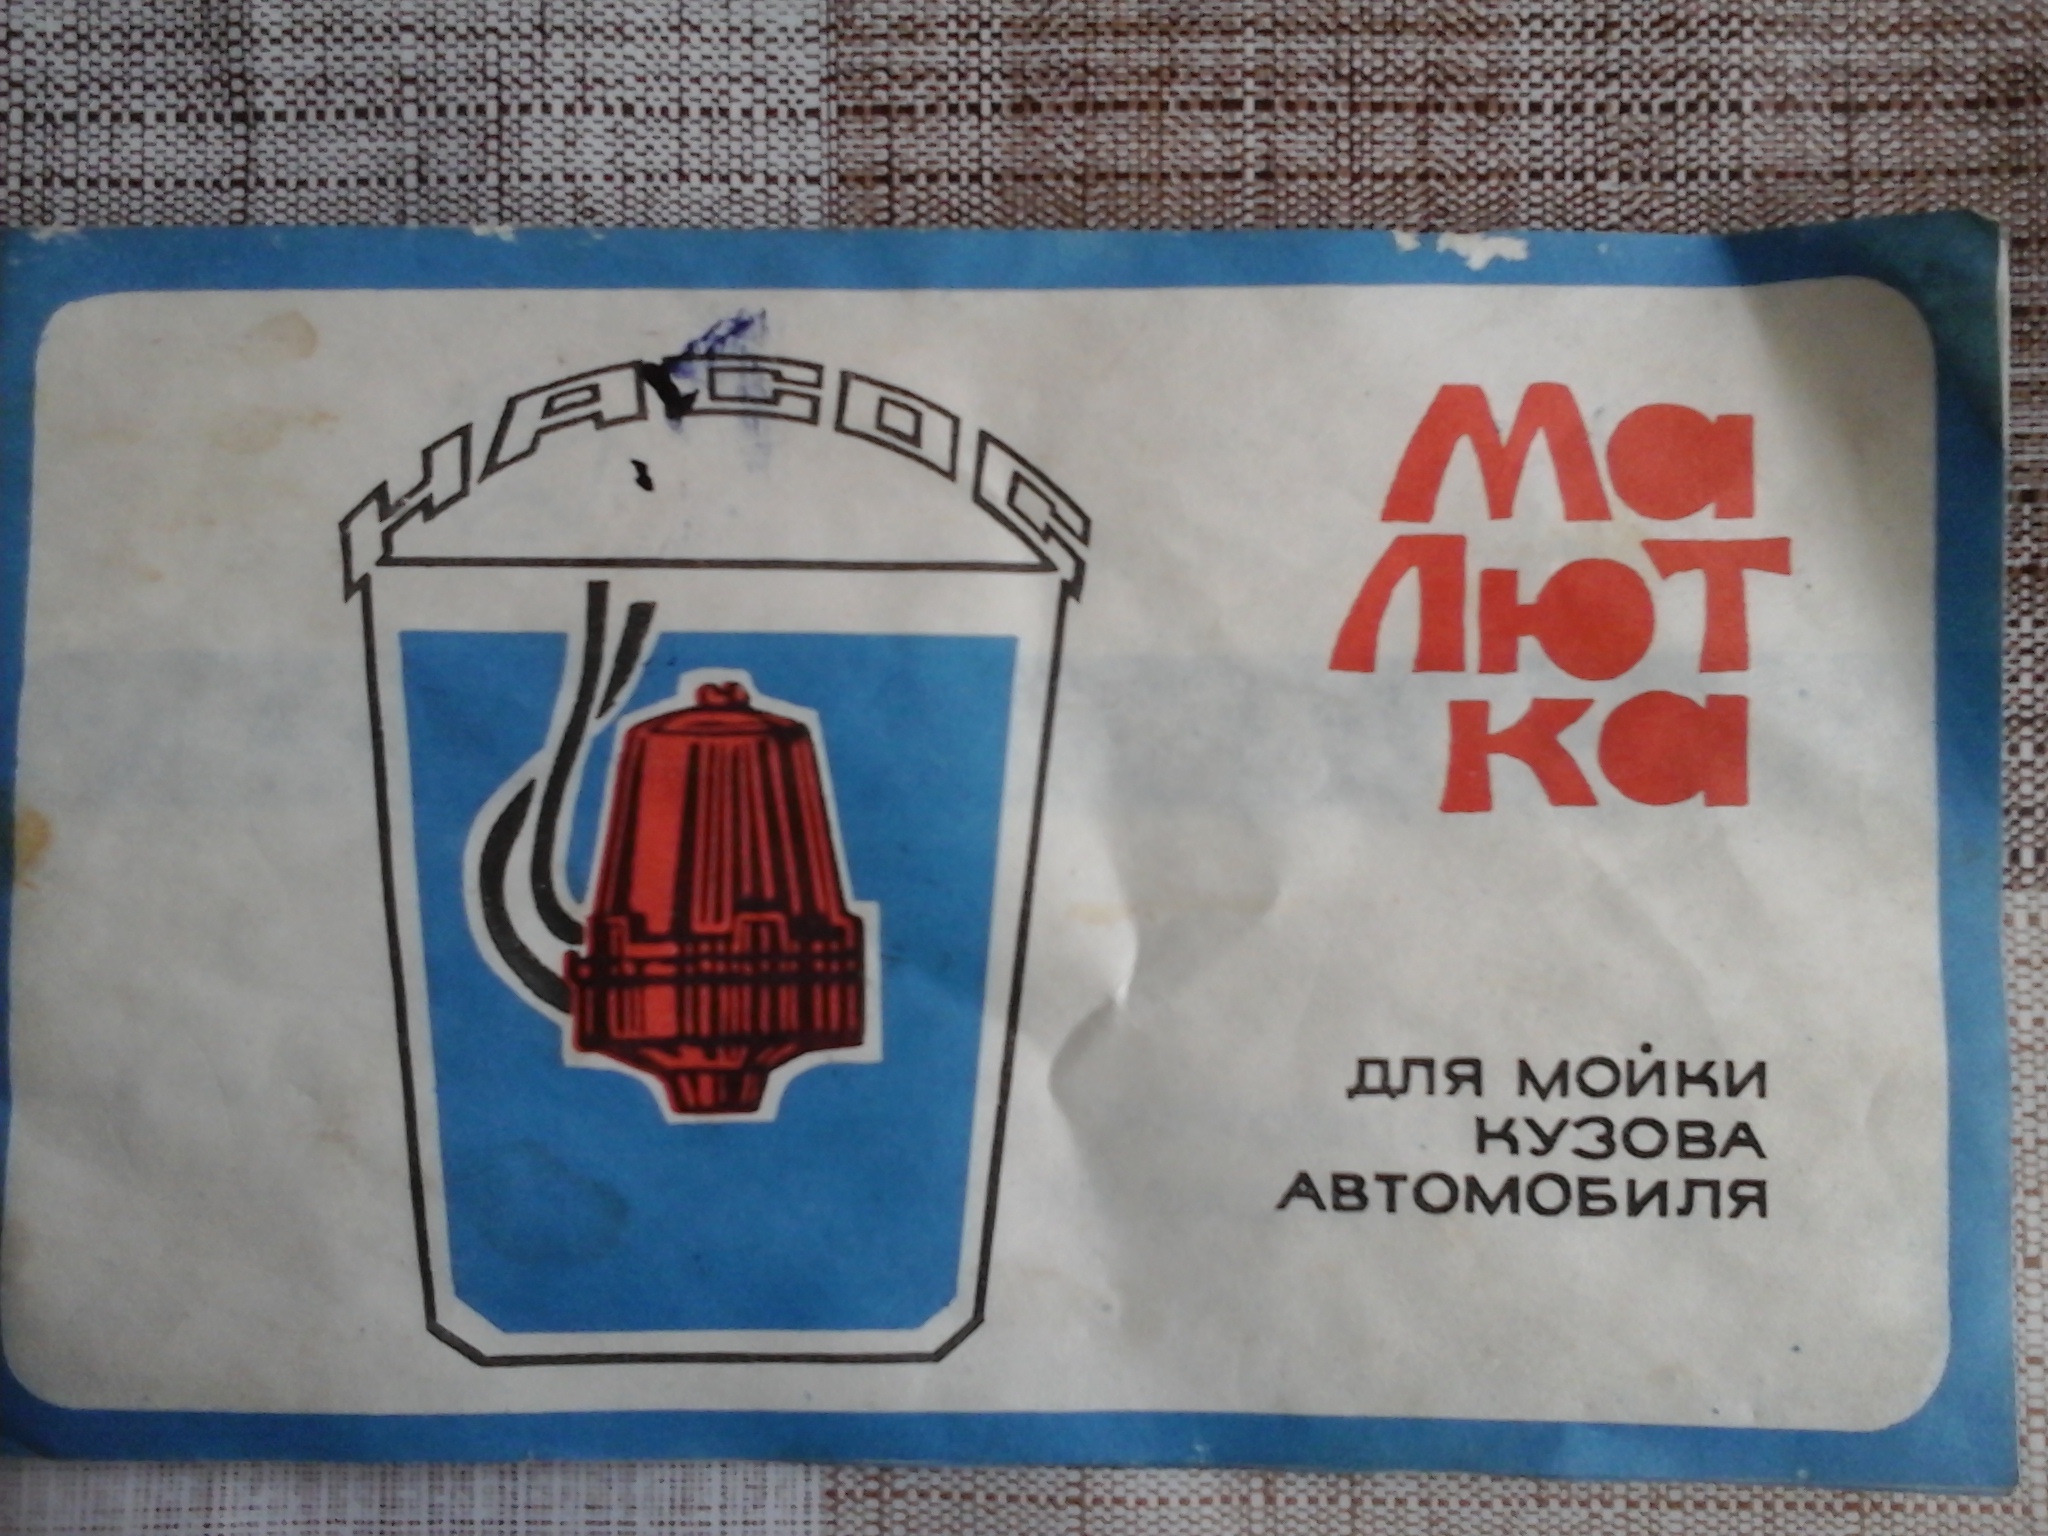 НАСОС
Ма
лют
ка
ДЛЯ МОЙКИ
КУЗОВА
АВТОМОБИЛЯ